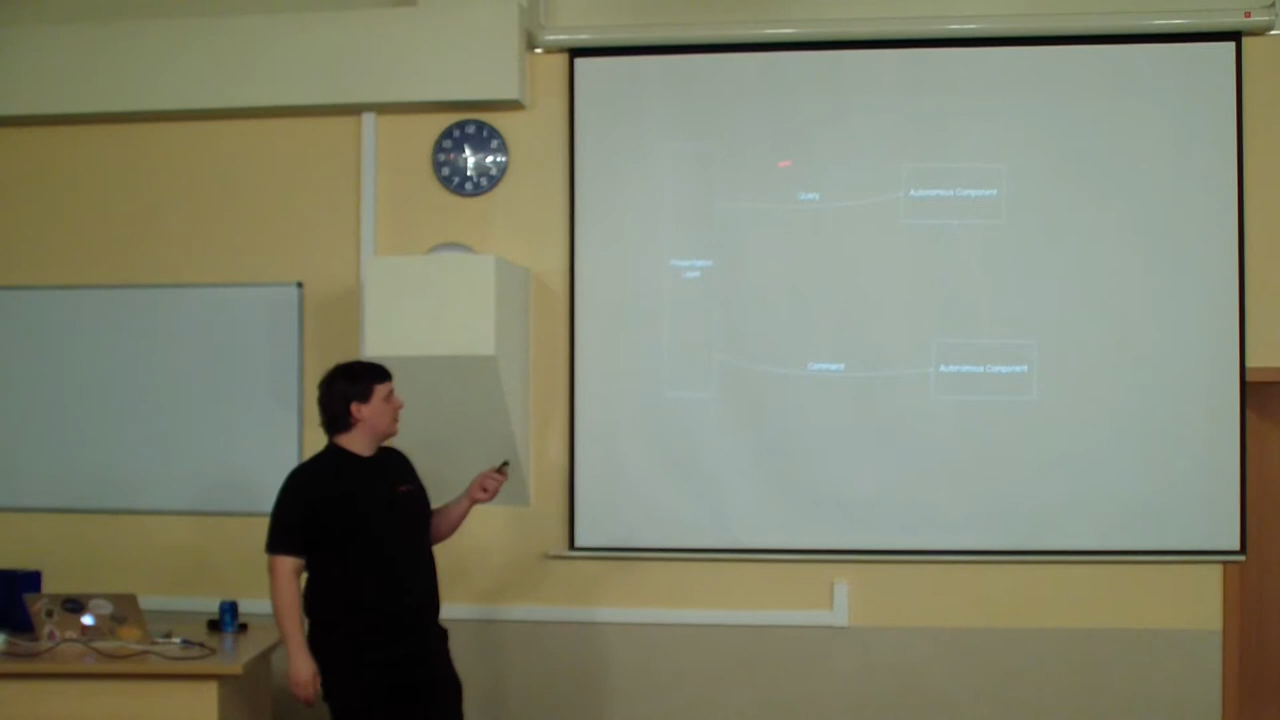 Query
Autonomous Component
Presentation
Layer
Command
Autonomous Component